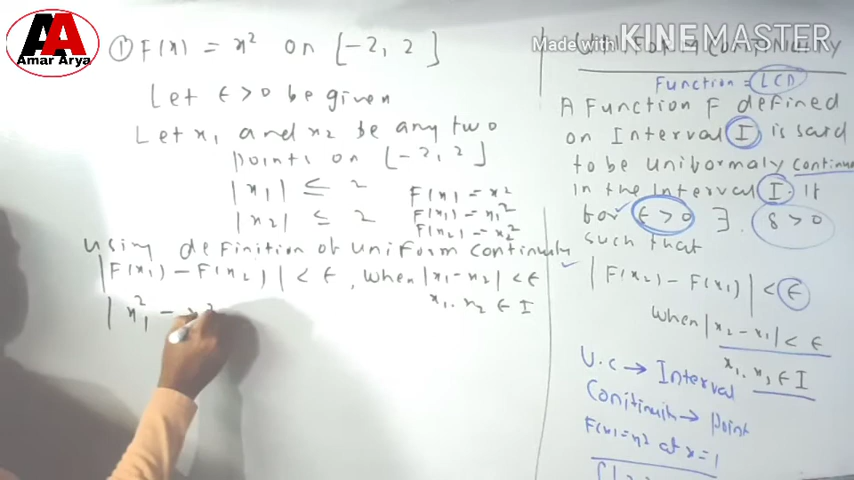 AA
Amar Arya
① F(x) = x² on [-2, 2]
Let ϵ>0 be given
Let x₁ and x₂ be any two
points on [-2, 2]
|x₁| ≤ 2
|x₂| ≤ 2
F(x) = x²
F(x₁) = x₁²
F(x₂) = x₂²
Using definition of uniform continuity
|F(x₁) - F(x₂)| < ϵ, when |x₁-x₂| < ϵ
x₁, x₂ ∈ I
|x₁² -
Made with KINEMASTER
Function = LCD
A Function F defined
on Interval I is said
to be uniformaly continuo
in the interval I. if
for ϵ>0 ∃. δ>0
such that
|F(x₂) - F(x₁)| < ϵ
when |x₂-x₁| < ϵ
x₁, x₂ ∈ I
U.C → Interval
→ Point
F(x) = x² at x=1